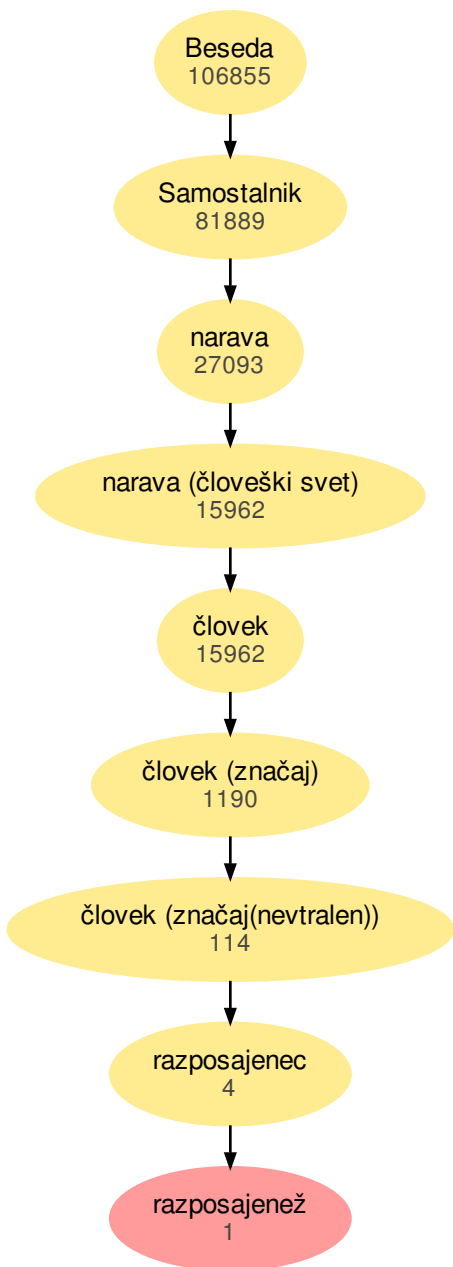 Beseda
106855
Samostalnik
81889
narava
27093
narava (človeški svet)
15962
človek
15962
človek (značaj)
1190
človek (značaj(nevtralen))
114
razposajenec
4
razposajenež
1